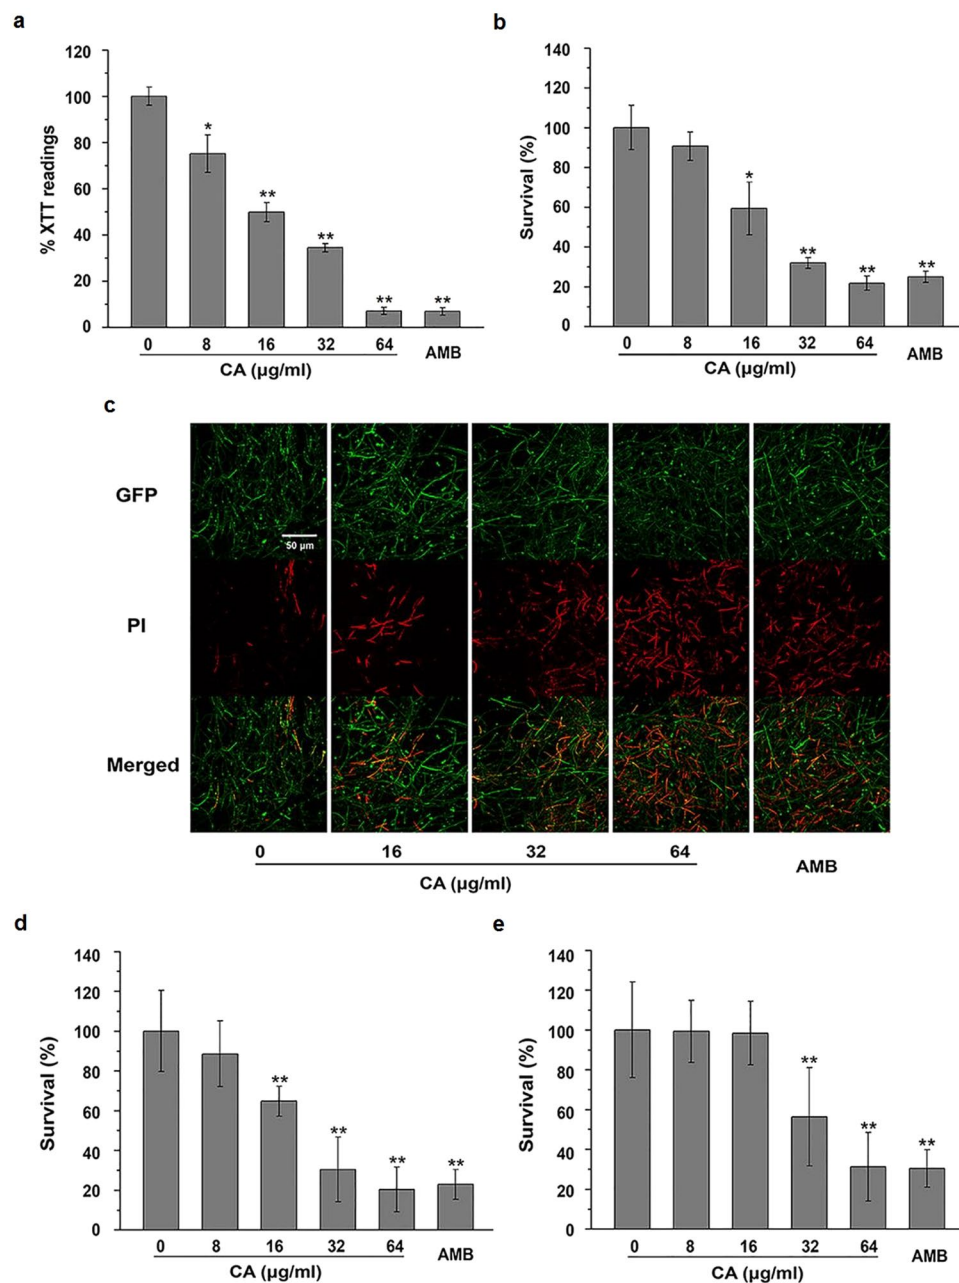 a
120
100
80
60
40
20
0
% XTT readings
* ** ** ** **
0 8 16 32 64 AMB
CA (µg/ml)
b
140
120
100
80
60
40
20
0
Survival (%)
* ** ** **
0 8 16 32 64 AMB
CA (µg/ml)
c
GFP
50 µm
PI
Merged
0 16 32 64 AMB
CA (µg/ml)
d
140
120
100
80
60
40
20
0
Survival (%)
** ** ** **
0 8 16 32 64 AMB
CA (µg/ml)
e
140
120
100
80
60
40
20
0
Survival (%)
** ** **
0 8 16 32 64 AMB
CA (µg/ml)